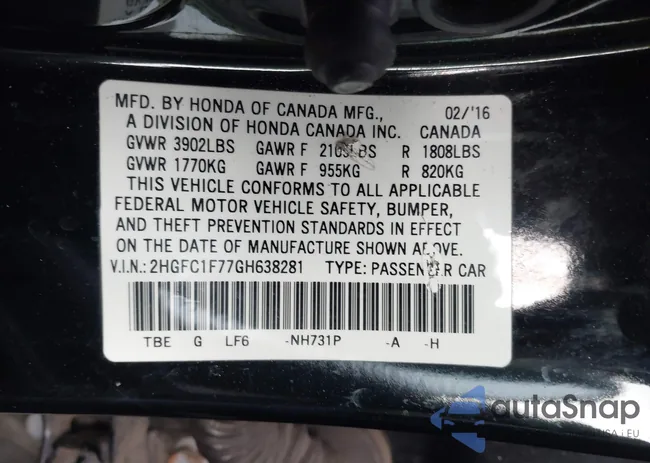 MFD. BY HONDA OF CANADA MFG., 02/'16
A DIVISION OF HONDA CANADA INC. CANADA
GVWR 3902LBS GAWR F 2105LBS R 1808LBS
GVWR 1770KG GAWR F 955KG R 820KG
THIS VEHICLE CONFORMS TO ALL APPLICABLE
FEDERAL MOTOR VEHICLE SAFETY, BUMPER,
AND THEFT PREVENTION STANDARDS IN EFFECT
ON THE DATE OF MANUFACTURE SHOWN ABOVE.
V.I.N.: 2HGFC1F77GH638281 TYPE: PASSENGER CAR
TBE G LF6 -NH731P -A -H
autoSnap